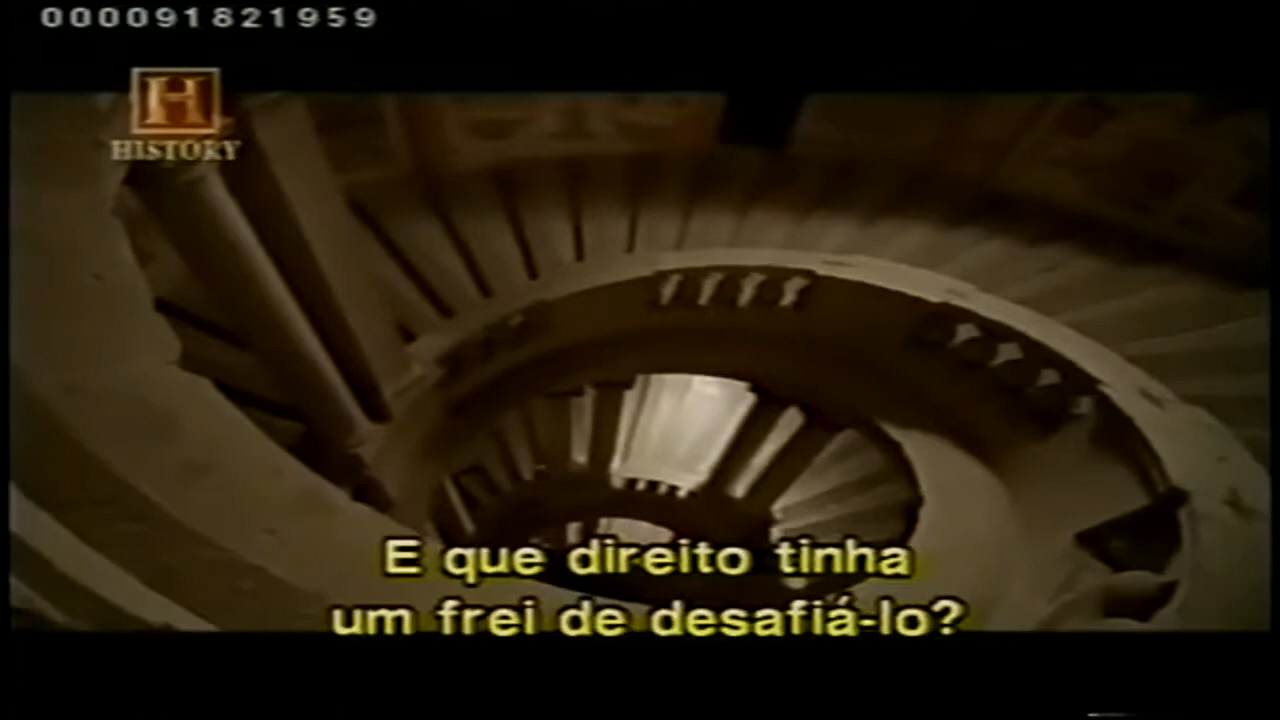 000091821959
H
HISTORY
E que direito tinha
um frei de desafiá-lo?